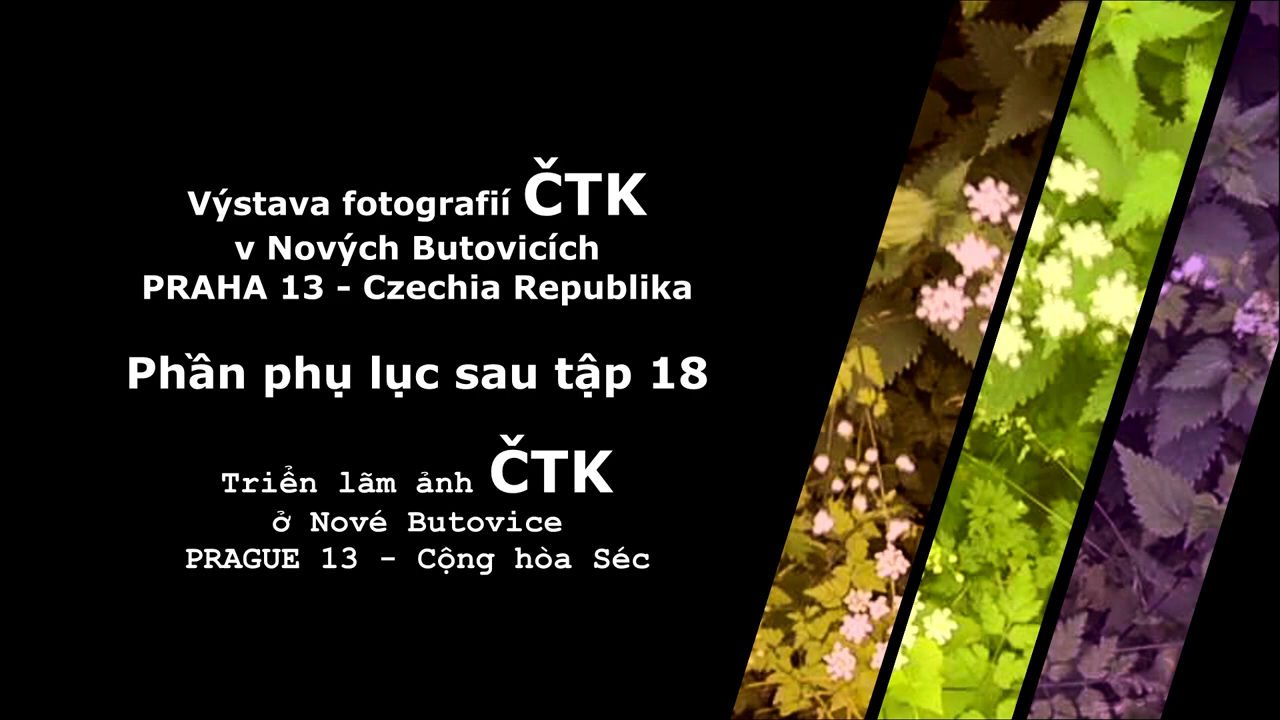 Výstava fotografií ČTK
v Nových Butovicích
PRAHA 13 - Czechia Republika
Phần phụ lục sau tập 18
Triển lãm ảnh ČTK
ở Nové Butovice
PRAGUE 13 - Cộng hòa Séc